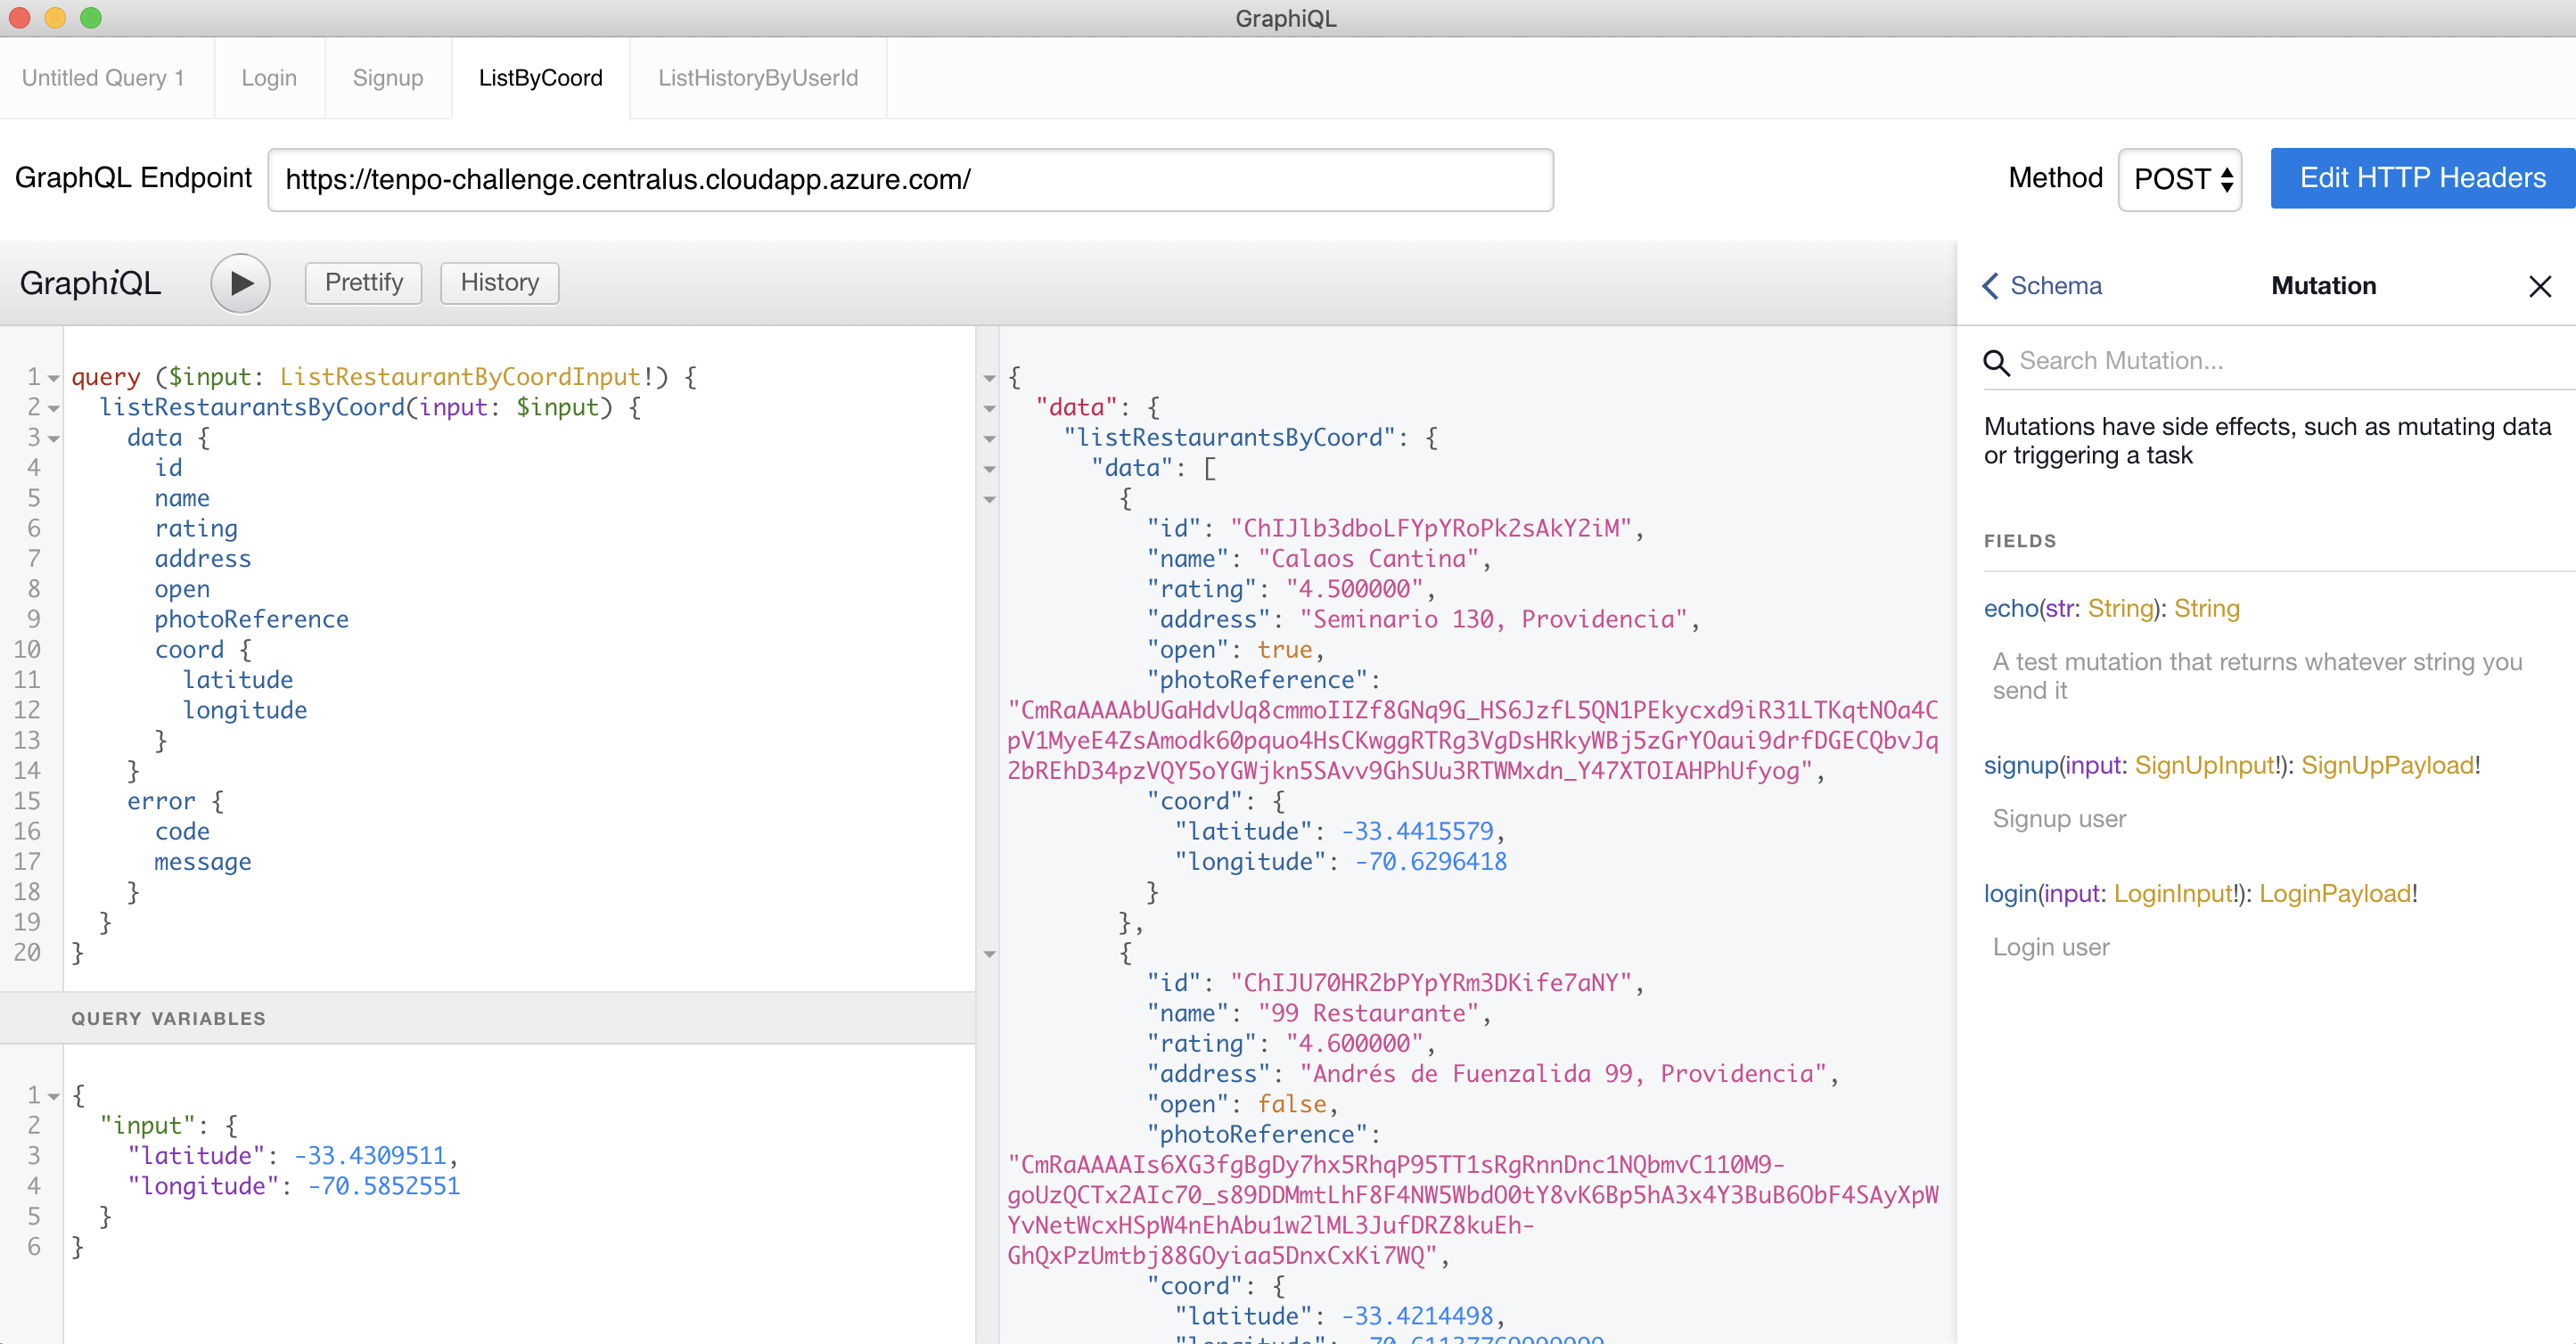 GraphiQL
Untitled Query 1
Login
Signup
ListByCoord
ListHistoryByUserId
GraphQL Endpoint
https://tenpo-challenge.centralus.cloudapp.azure.com/
Method
POST
Edit HTTP Headers
GraphiQL
Prettify
History
1 query ($input: ListRestaurantByCoordInput!) {
2 listRestaurantsByCoord(input: $input) {
3 data {
4 id
5 name
6 rating
7 address
8 open
9 photoReference
10 coord {
11 latitude
12 longitude
13 }
14 }
15 error {
16 code
17 message
18 }
19 }
20 }
QUERY VARIABLES
1 {
2 "input": {
3 "latitude": -33.4309511,
4 "longitude": -70.5852551
5 }
6 }
{
"data": {
"listRestaurantsByCoord": {
"data": [
{
"id": "ChIJlb3dboLFYpYRoPk2sAkY2iM",
"name": "Calaos Cantina",
"rating": "4.500000",
"address": "Seminario 130, Providencia",
"open": true,
"photoReference":
"CmRaAAAAbUGaHdvUq8cmmoIIZf8GNq9G_HS6JzfL5QN1PEkycxd9iR31LTKqtNOa4C
pV1MyeE4ZsAmodk60pquo4HsCKwggRTRg3VgDsHRkyWBj5zGrYOaui9drfDGECQbvJq
2bREhD34pzVQY5oYGWjkn5SAvv9GhSUu3RTWMxdn_Y47XTOIAHPhUfyog",
"coord": {
"latitude": -33.4415579,
"longitude": -70.6296418
}
},
{
"id": "ChIJU70HR2bPYpYRm3DKife7aNY",
"name": "99 Restaurante",
"rating": "4.600000",
"address": "Andrés de Fuenzalida 99, Providencia",
"open": false,
"photoReference":
"CmRaAAAAIs6XG3fgBgDy7hx5RhqP95TT1sRgRnnDnc1NQbmvC110M9-
goUzQCTx2AIc70_s89DDMmtLhF8F4NW5WbdO0tY8vK6Bp5hA3x4Y3BuB6ObF4SAyXpW
YvNetWcxHSpW4nEhAbu1w2lML3JufDRZ8kuEh-
GhQxPzUmtbj88GOyiaa5DnxCxKi7WQ",
"coord": {
"latitude": -33.4214498,
Schema
Mutation
Search Mutation...
Mutations have side effects, such as mutating data
or triggering a task
FIELDS
echo(str: String): String
A test mutation that returns whatever string you
send it
signup(input: SignUpInput!): SignUpPayload!
Signup user
login(input: LoginInput!): LoginPayload!
Login user